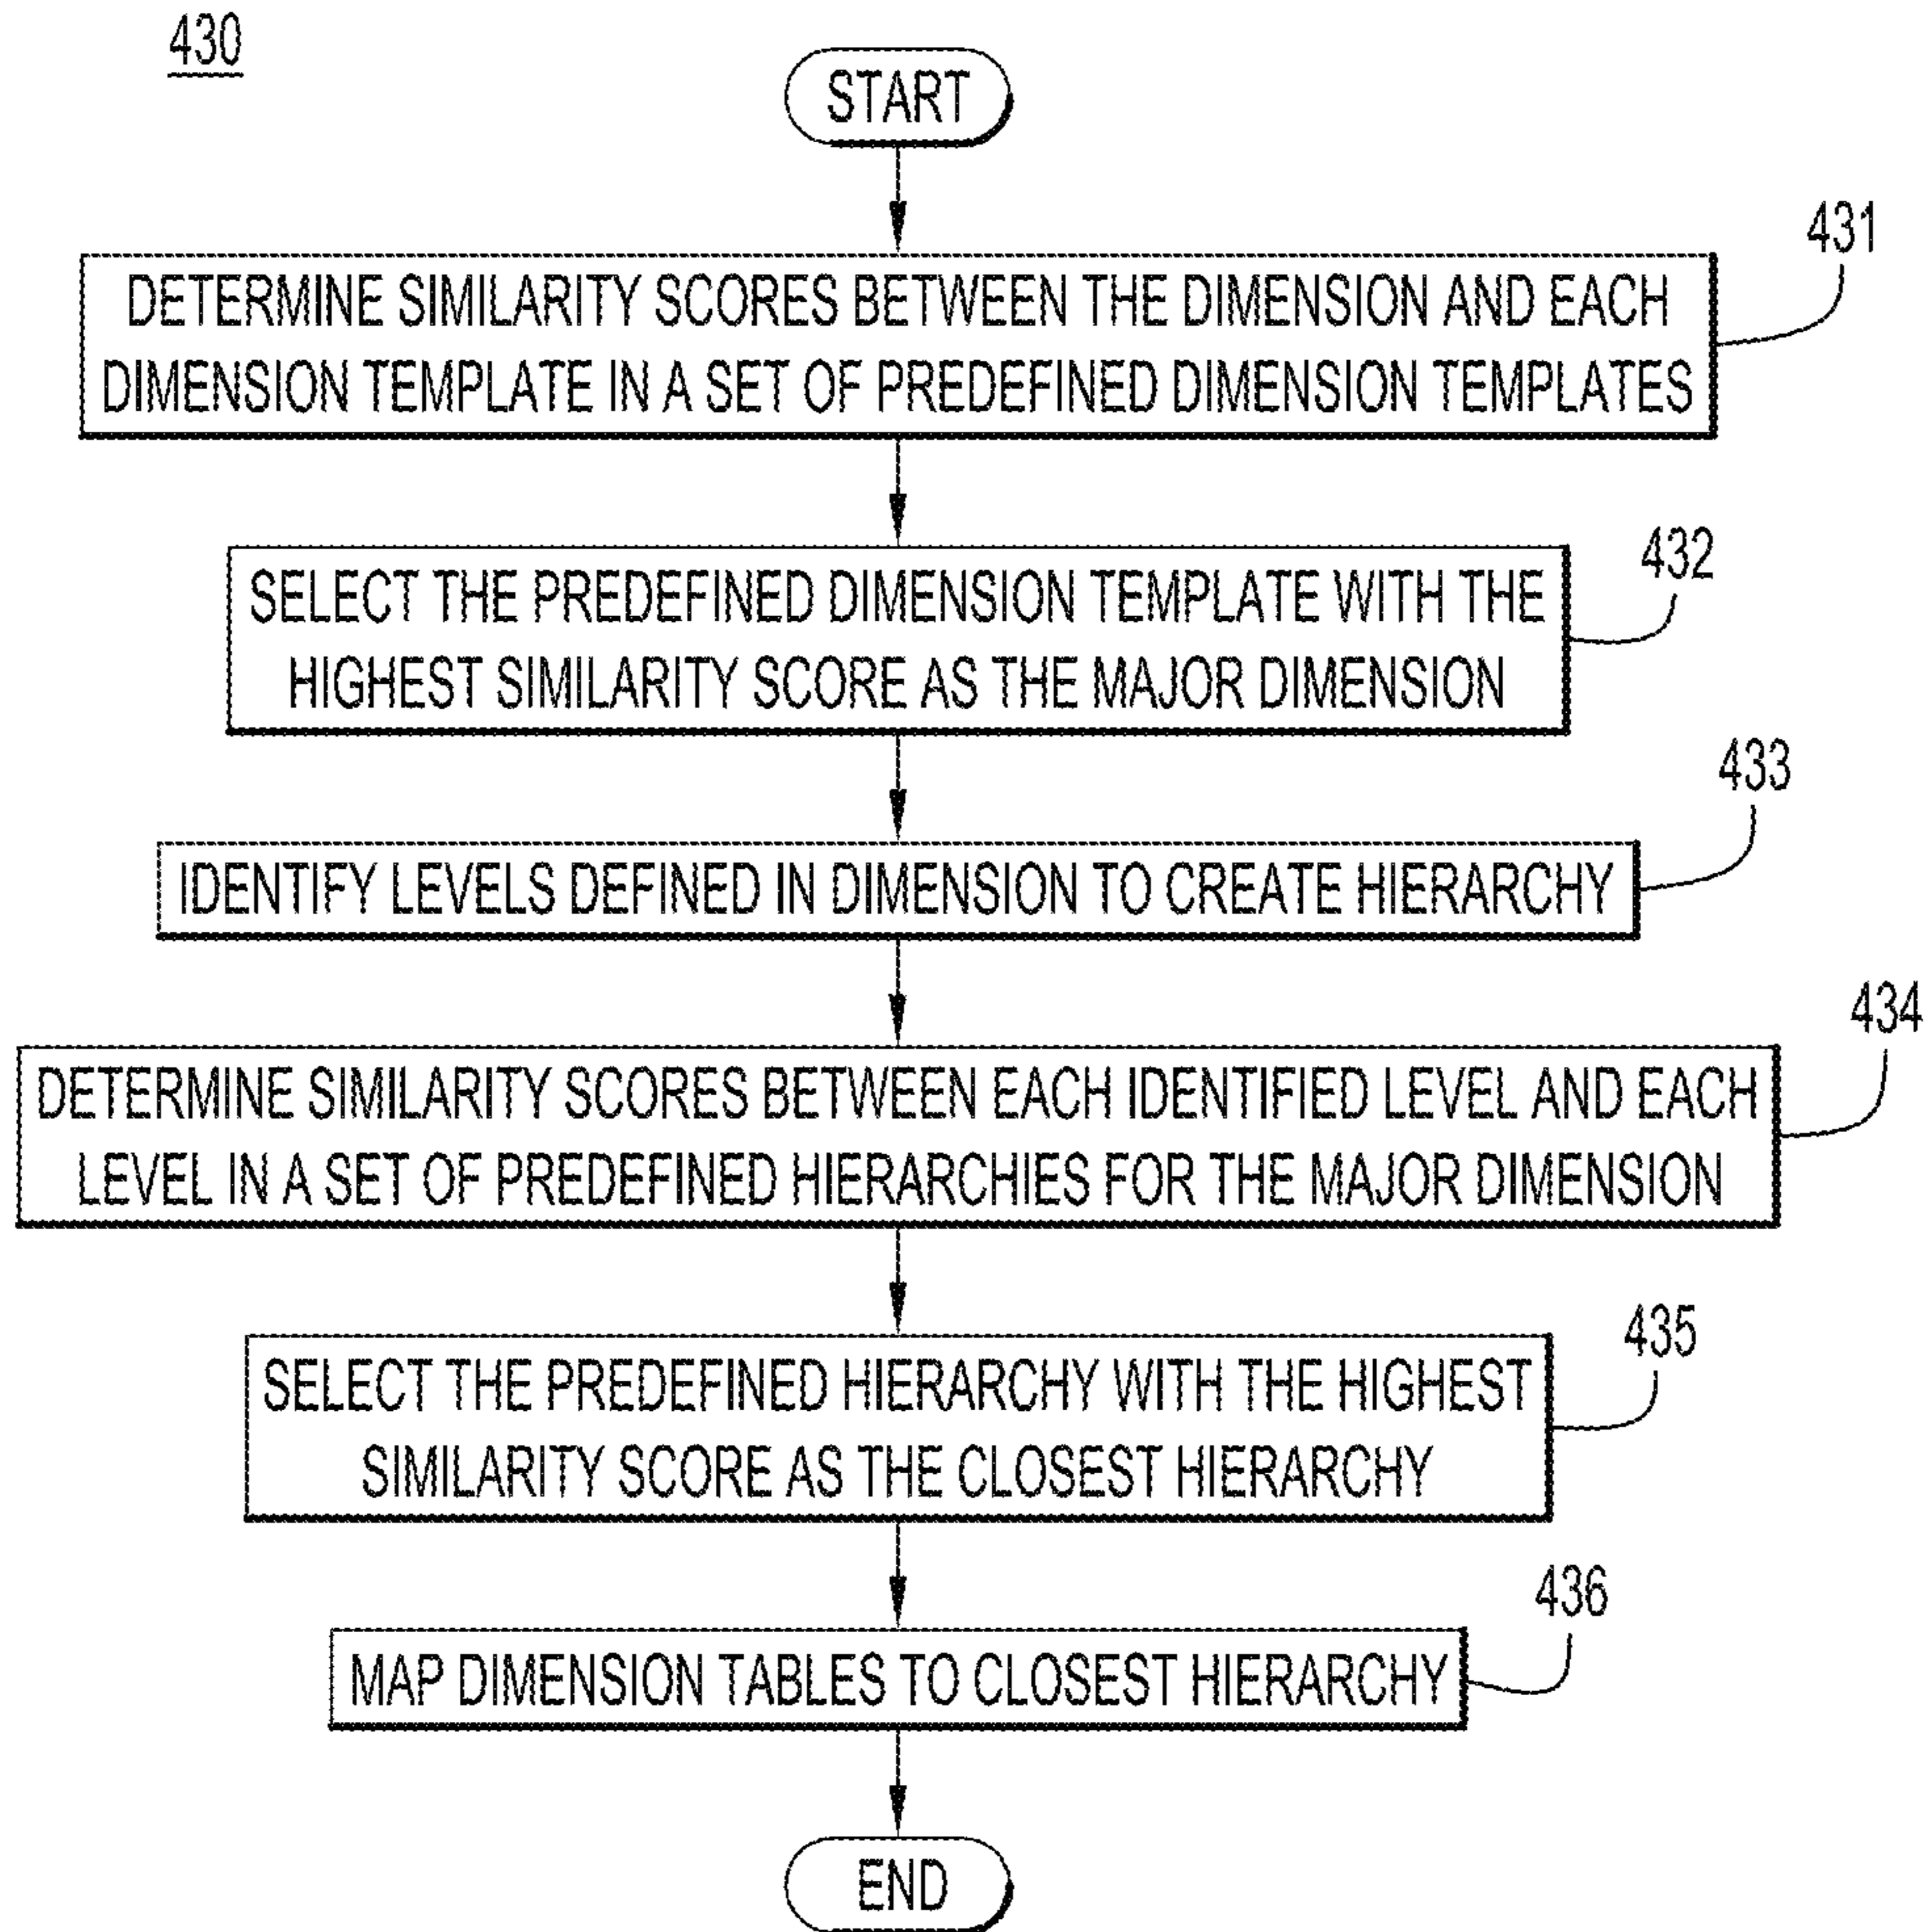 430
START
431
DETERMINE SIMILARITY SCORES BETWEEN THE DIMENSION AND EACH
DIMENSION TEMPLATE IN A SET OF PREDEFINED DIMENSION TEMPLATES
432
SELECT THE PREDEFINED DIMENSION TEMPLATE WITH THE
HIGHEST SIMILARITY SCORE AS THE MAJOR DIMENSION
433
IDENTIFY LEVELS DEFINED IN DIMENSION TO CREATE HIERARCHY
434
DETERMINE SIMILARITY SCORES BETWEEN EACH IDENTIFIED LEVEL AND EACH
LEVEL IN A SET OF PREDEFINED HIERARCHIES FOR THE MAJOR DIMENSION
435
SELECT THE PREDEFINED HIERARCHY WITH THE HIGHEST
SIMILARITY SCORE AS THE CLOSEST HIERARCHY
436
MAP DIMENSION TABLES TO CLOSEST HIERARCHY
END